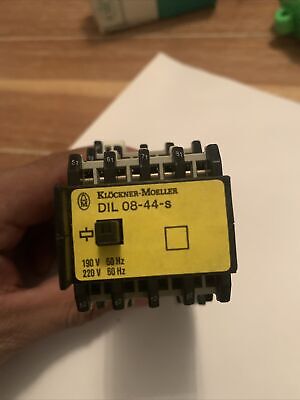 KLÖCKNER-MOELLER
DIL 08-44-s
190 V 50 Hz
220 V 60 Hz